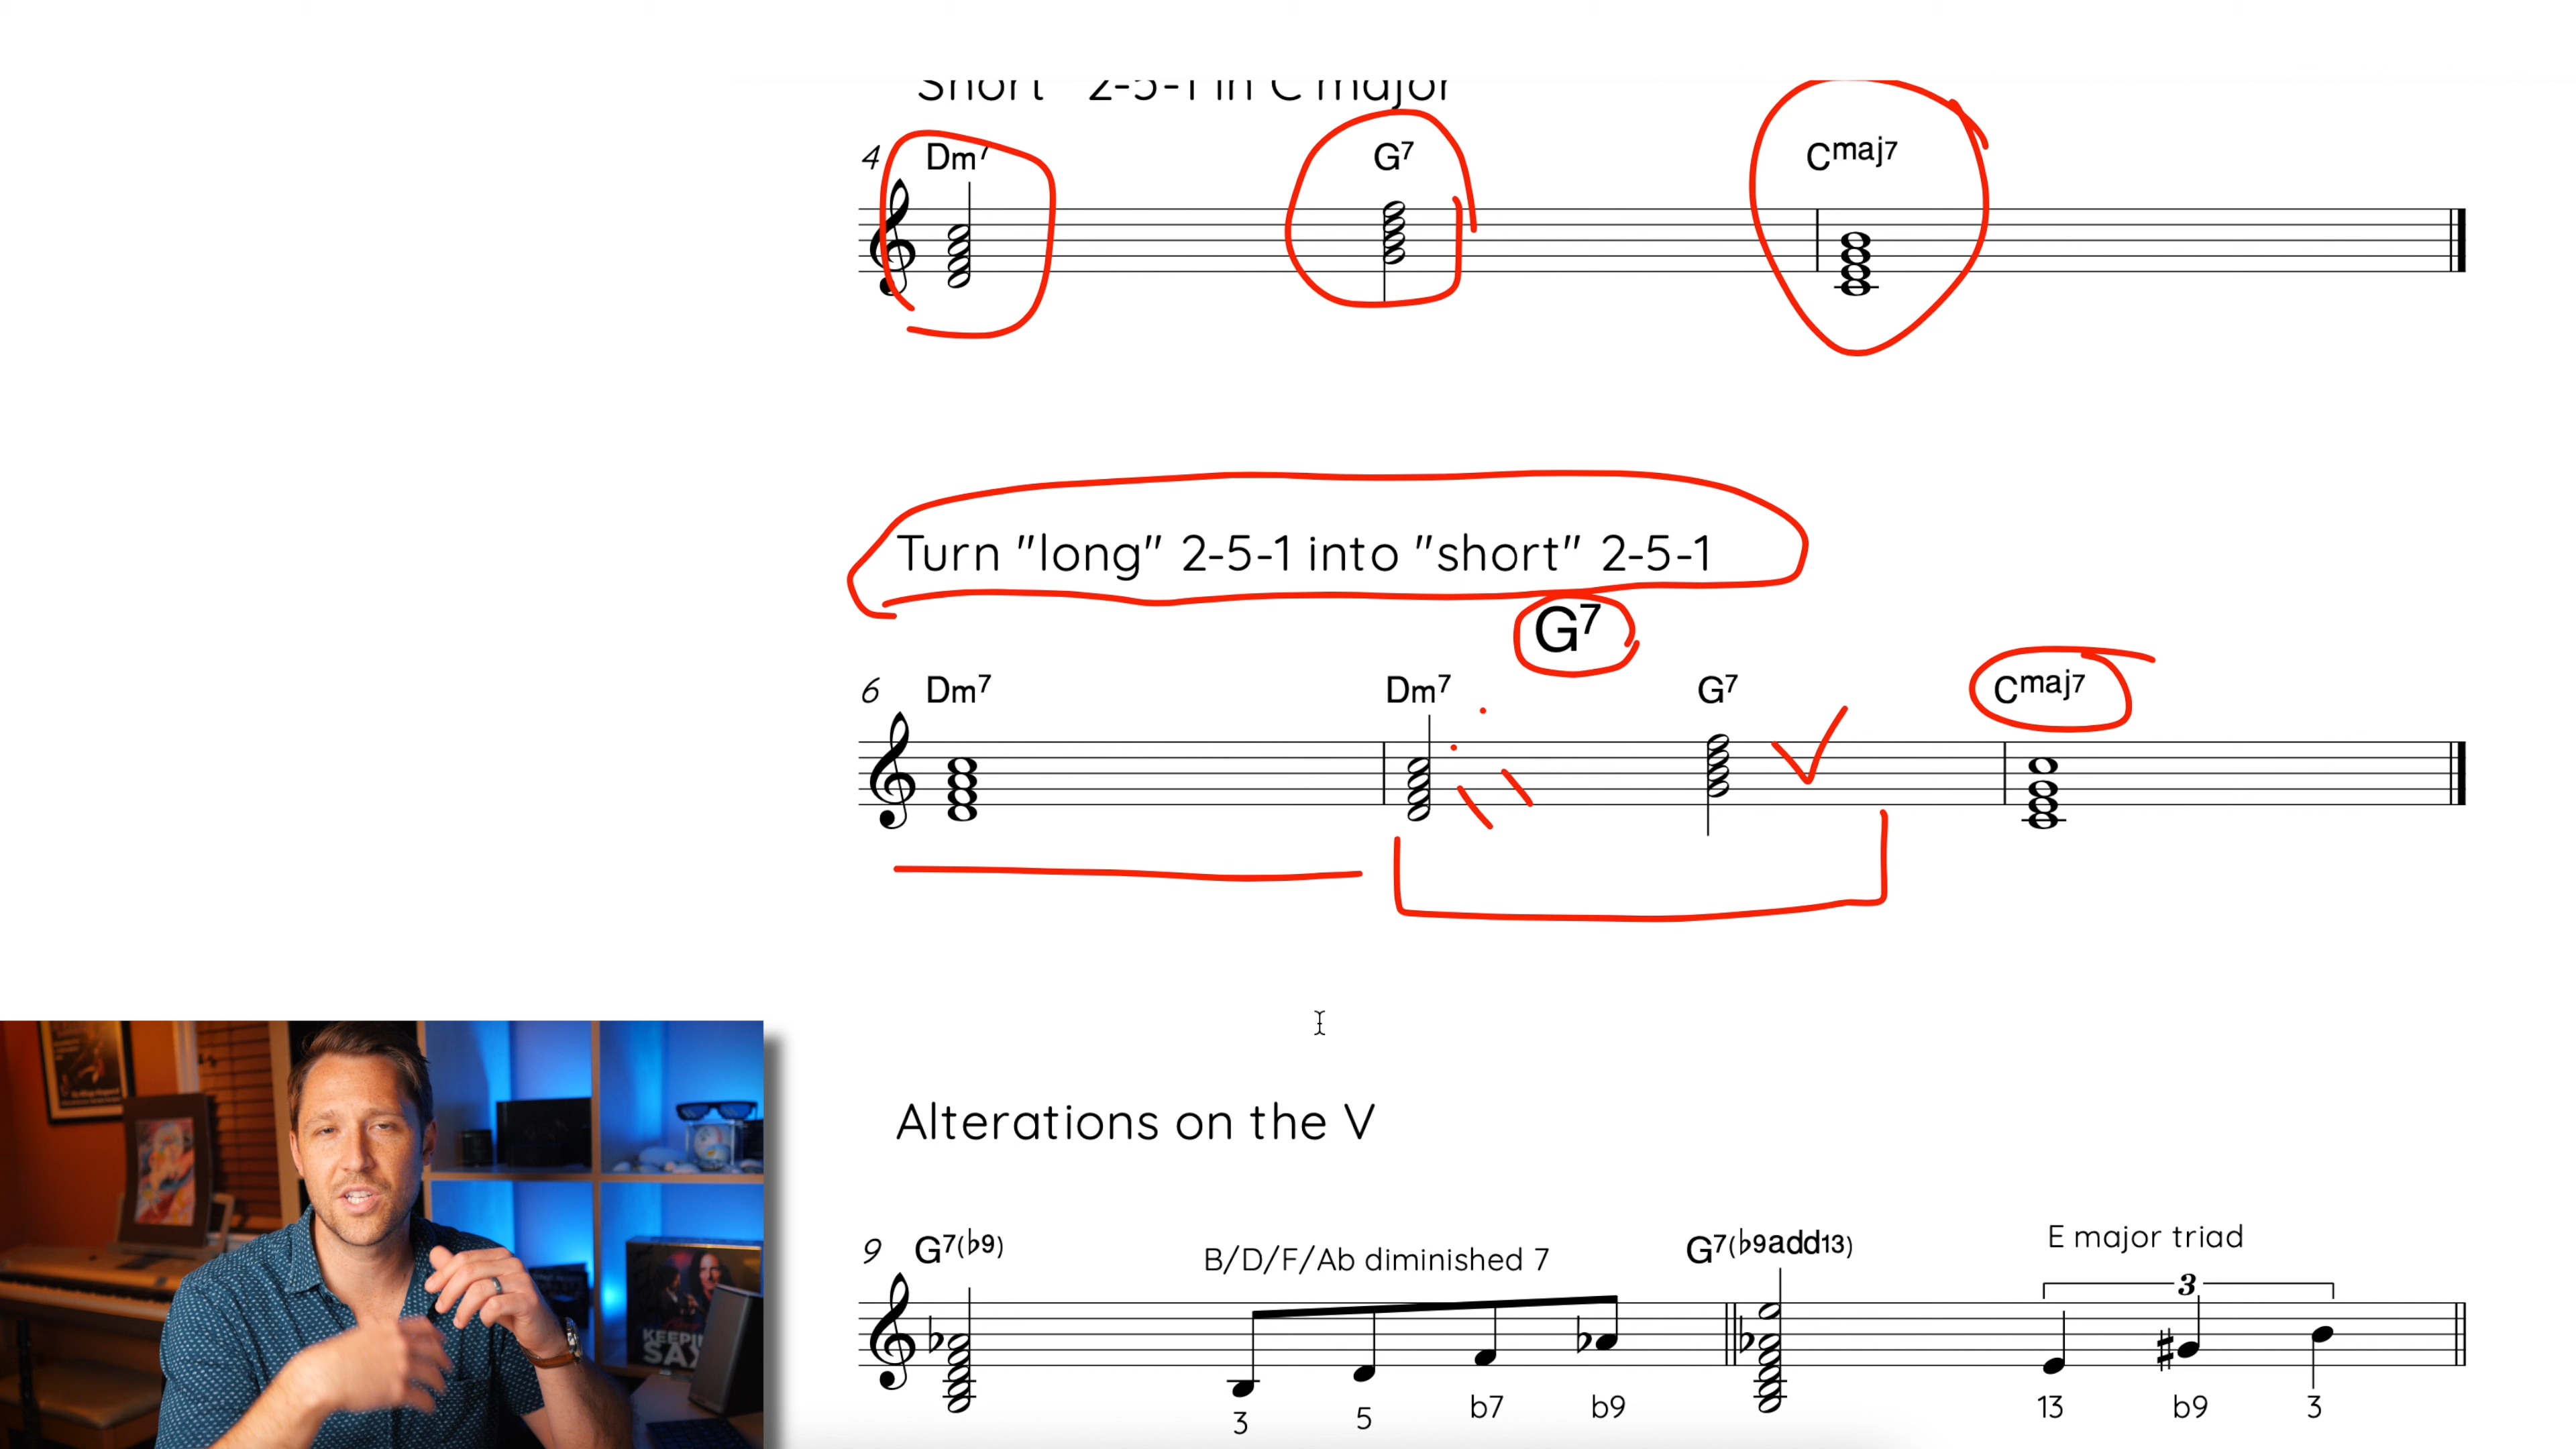 Short 2-5-1 in C major
4 Dm7 G7 Cmaj7
Turn "long" 2-5-1 into "short" 2-5-1
G7
6 Dm7 Dm7 G7 Cmaj7
Alterations on the V
9 G7(♭9) B/D/F/Ab diminished 7 G7(♭9add13) E major triad
3
3 5 b7 b9 13 b9 3
KEEPI
SAX